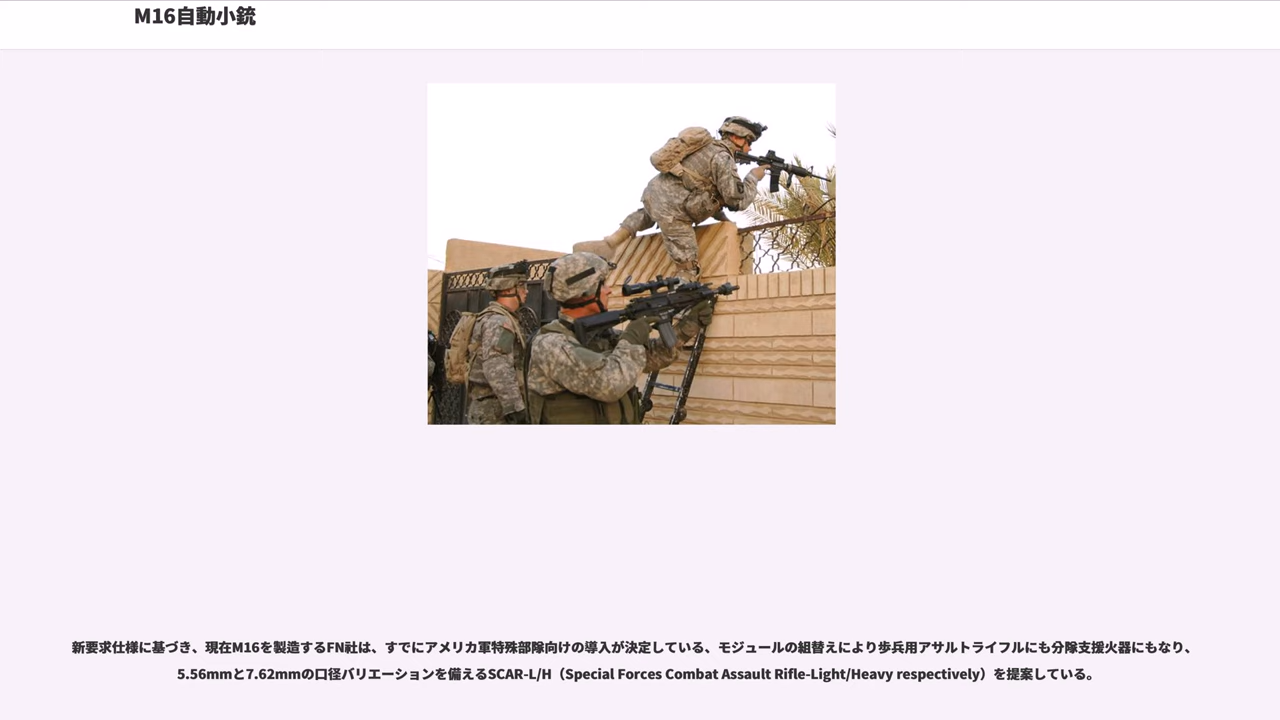 M16自動小銃
新要求仕様に基づき、現在M16を製造するFN社は、すでにアメリカ軍特殊部隊向けの導入が決定している、モジュールの組替えにより歩兵用アサルトライフルにも分隊支援火器にもなり、
5.56mmと7.62mmの口径バリエーションを備えるSCAR-L/H（Special Forces Combat Assault Rifle-Light/Heavy respectively）を提案している。